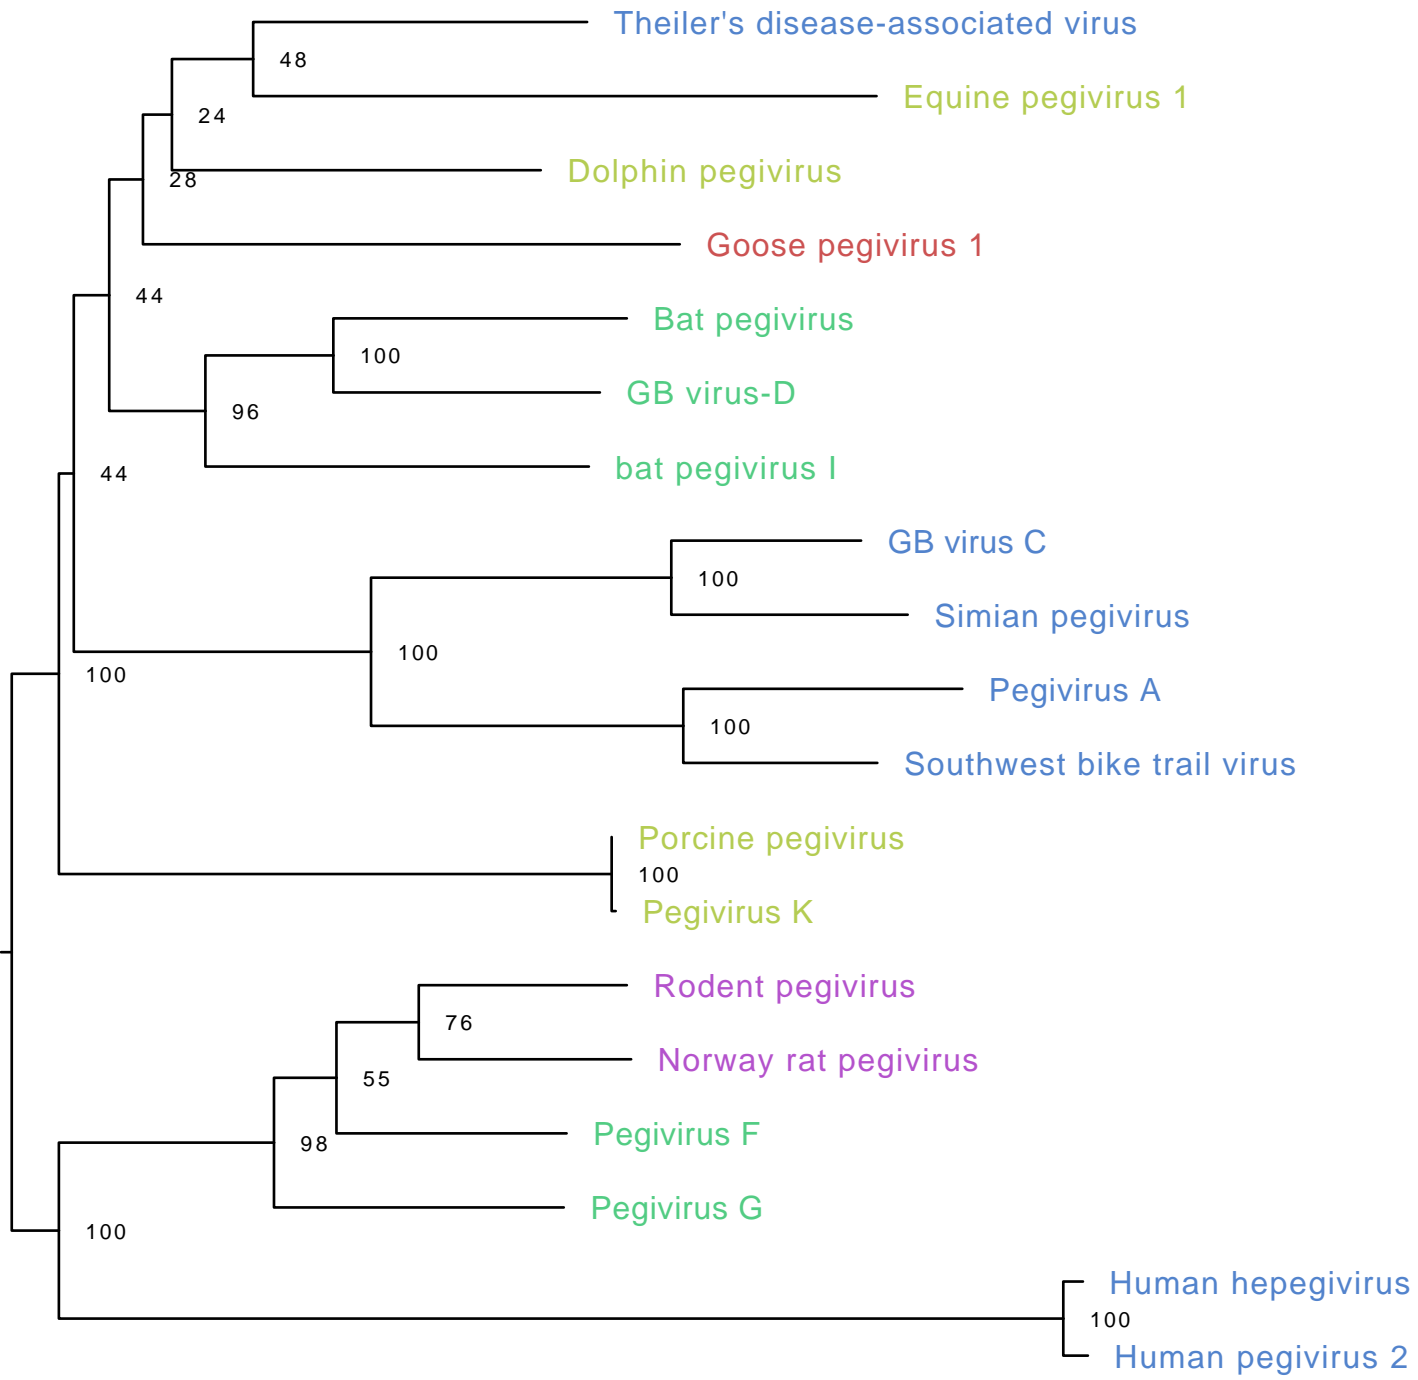 Theiler's disease-associated virus
48
Equine pegivirus 1
24
Dolphin pegivirus
28
Goose pegivirus 1
44
Bat pegivirus
100
GB virus-D
96
bat pegivirus I
44
GB virus C
100
Simian pegivirus
100
100
Pegivirus A
100
Southwest bike trail virus
Porcine pegivirus
100
Pegivirus K
Rodent pegivirus
76
Norway rat pegivirus
55
Pegivirus F
98
Pegivirus G
100
Human hepegivirus
100
Human pegivirus 2